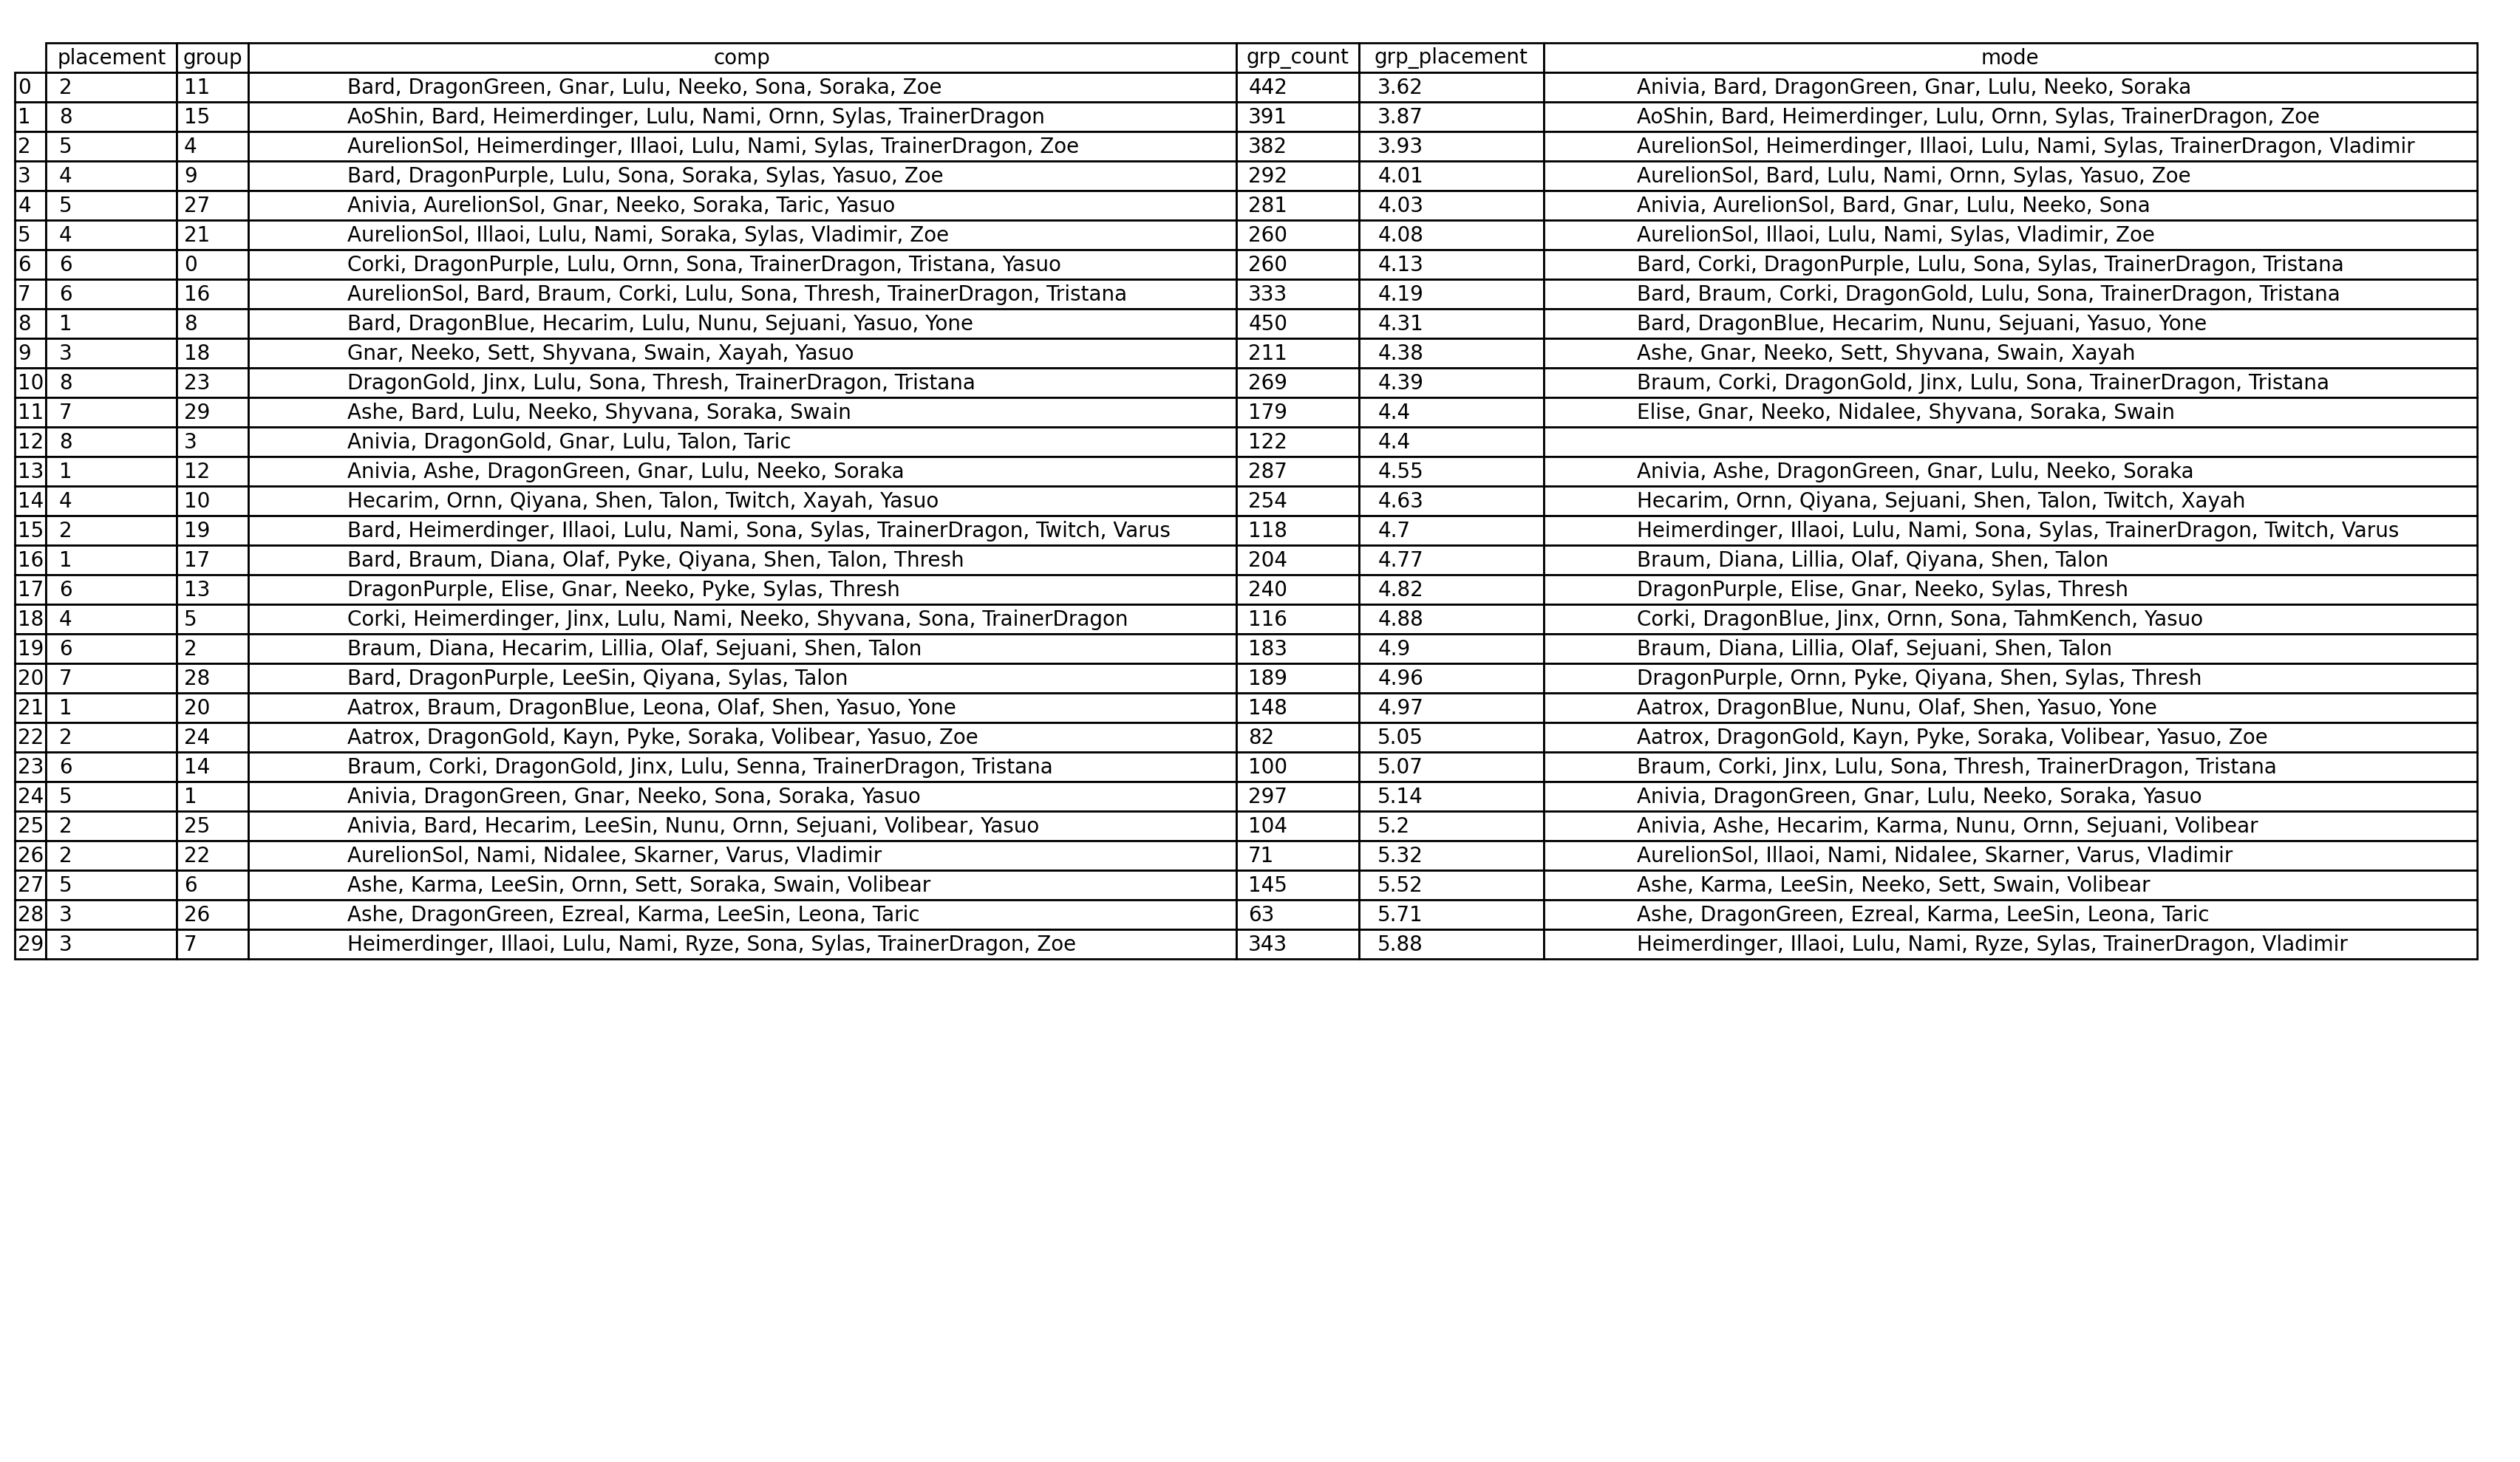 placement group comp grp_count grp_placement mode
0 2 11 Bard, DragonGreen, Gnar, Lulu, Neeko, Sona, Soraka, Zoe 442 3.62 Anivia, Bard, DragonGreen, Gnar, Lulu, Neeko, Soraka
1 8 15 AoShin, Bard, Heimerdinger, Lulu, Nami, Ornn, Sylas, TrainerDragon 391 3.87 AoShin, Bard, Heimerdinger, Lulu, Ornn, Sylas, TrainerDragon, Zoe
2 5 4 AurelionSol, Heimerdinger, Illaoi, Lulu, Nami, Sylas, TrainerDragon, Zoe 382 3.93 AurelionSol, Heimerdinger, Illaoi, Lulu, Nami, Sylas, TrainerDragon, Vladimir
3 4 9 Bard, DragonPurple, Lulu, Sona, Soraka, Sylas, Yasuo, Zoe 292 4.01 AurelionSol, Bard, Lulu, Nami, Ornn, Sylas, Yasuo, Zoe
4 5 27 Anivia, AurelionSol, Gnar, Neeko, Soraka, Taric, Yasuo 281 4.03 Anivia, AurelionSol, Bard, Gnar, Lulu, Neeko, Sona
5 4 21 AurelionSol, Illaoi, Lulu, Nami, Soraka, Sylas, Vladimir, Zoe 260 4.08 AurelionSol, Illaoi, Lulu, Nami, Sylas, Vladimir, Zoe
6 6 0 Corki, DragonPurple, Lulu, Ornn, Sona, TrainerDragon, Tristana, Yasuo 260 4.13 Bard, Corki, DragonPurple, Lulu, Sona, Sylas, TrainerDragon, Tristana
7 6 16 AurelionSol, Bard, Braum, Corki, Lulu, Sona, Thresh, TrainerDragon, Tristana 333 4.19 Bard, Braum, Corki, DragonGold, Lulu, Sona, TrainerDragon, Tristana
8 1 8 Bard, DragonBlue, Hecarim, Lulu, Nunu, Sejuani, Yasuo, Yone 450 4.31 Bard, DragonBlue, Hecarim, Nunu, Sejuani, Yasuo, Yone
9 3 18 Gnar, Neeko, Sett, Shyvana, Swain, Xayah, Yasuo 211 4.38 Ashe, Gnar, Neeko, Sett, Shyvana, Swain, Xayah
10 8 23 DragonGold, Jinx, Lulu, Sona, Thresh, TrainerDragon, Tristana 269 4.39 Braum, Corki, DragonGold, Jinx, Lulu, Sona, TrainerDragon, Tristana
11 7 29 Ashe, Bard, Lulu, Neeko, Shyvana, Soraka, Swain 179 4.4 Elise, Gnar, Neeko, Nidalee, Shyvana, Soraka, Swain
12 8 3 Anivia, DragonGold, Gnar, Lulu, Talon, Taric 122 4.4
13 1 12 Anivia, Ashe, DragonGreen, Gnar, Lulu, Neeko, Soraka 287 4.55 Anivia, Ashe, DragonGreen, Gnar, Lulu, Neeko, Soraka
14 4 10 Hecarim, Ornn, Qiyana, Shen, Talon, Twitch, Xayah, Yasuo 254 4.63 Hecarim, Ornn, Qiyana, Sejuani, Shen, Talon, Twitch, Xayah
15 2 19 Bard, Heimerdinger, Illaoi, Lulu, Nami, Sona, Sylas, TrainerDragon, Twitch, Varus 118 4.7 Heimerdinger, Illaoi, Lulu, Nami, Sona, Sylas, TrainerDragon, Twitch, Varus
16 1 17 Bard, Braum, Diana, Olaf, Pyke, Qiyana, Shen, Talon, Thresh 204 4.77 Braum, Diana, Lillia, Olaf, Qiyana, Shen, Talon
17 6 13 DragonPurple, Elise, Gnar, Neeko, Pyke, Sylas, Thresh 240 4.82 DragonPurple, Elise, Gnar, Neeko, Sylas, Thresh
18 4 5 Corki, Heimerdinger, Jinx, Lulu, Nami, Neeko, Shyvana, Sona, TrainerDragon 116 4.88 Corki, DragonBlue, Jinx, Ornn, Sona, TahmKench, Yasuo
19 6 2 Braum, Diana, Hecarim, Lillia, Olaf, Sejuani, Shen, Talon 183 4.9 Braum, Diana, Lillia, Olaf, Sejuani, Shen, Talon
20 7 28 Bard, DragonPurple, LeeSin, Qiyana, Sylas, Talon 189 4.96 DragonPurple, Ornn, Pyke, Qiyana, Shen, Sylas, Thresh
21 1 20 Aatrox, Braum, DragonBlue, Leona, Olaf, Shen, Yasuo, Yone 148 4.97 Aatrox, DragonBlue, Nunu, Olaf, Shen, Yasuo, Yone
22 2 24 Aatrox, DragonGold, Kayn, Pyke, Soraka, Volibear, Yasuo, Zoe 82 5.05 Aatrox, DragonGold, Kayn, Pyke, Soraka, Volibear, Yasuo, Zoe
23 6 14 Braum, Corki, DragonGold, Jinx, Lulu, Senna, TrainerDragon, Tristana 100 5.07 Braum, Corki, Jinx, Lulu, Sona, Thresh, TrainerDragon, Tristana
24 5 1 Anivia, DragonGreen, Gnar, Neeko, Sona, Soraka, Yasuo 297 5.14 Anivia, DragonGreen, Gnar, Lulu, Neeko, Soraka, Yasuo
25 2 25 Anivia, Bard, Hecarim, LeeSin, Nunu, Ornn, Sejuani, Volibear, Yasuo 104 5.2 Anivia, Ashe, Hecarim, Karma, Nunu, Ornn, Sejuani, Volibear
26 2 22 AurelionSol, Nami, Nidalee, Skarner, Varus, Vladimir 71 5.32 AurelionSol, Illaoi, Nami, Nidalee, Skarner, Varus, Vladimir
27 5 6 Ashe, Karma, LeeSin, Ornn, Sett, Soraka, Swain, Volibear 145 5.52 Ashe, Karma, LeeSin, Neeko, Sett, Swain, Volibear
28 3 26 Ashe, DragonGreen, Ezreal, Karma, LeeSin, Leona, Taric 63 5.71 Ashe, DragonGreen, Ezreal, Karma, LeeSin, Leona, Taric
29 3 7 Heimerdinger, Illaoi, Lulu, Nami, Ryze, Sona, Sylas, TrainerDragon, Zoe 343 5.88 Heimerdinger, Illaoi, Lulu, Nami, Ryze, Sylas, TrainerDragon, Vladimir